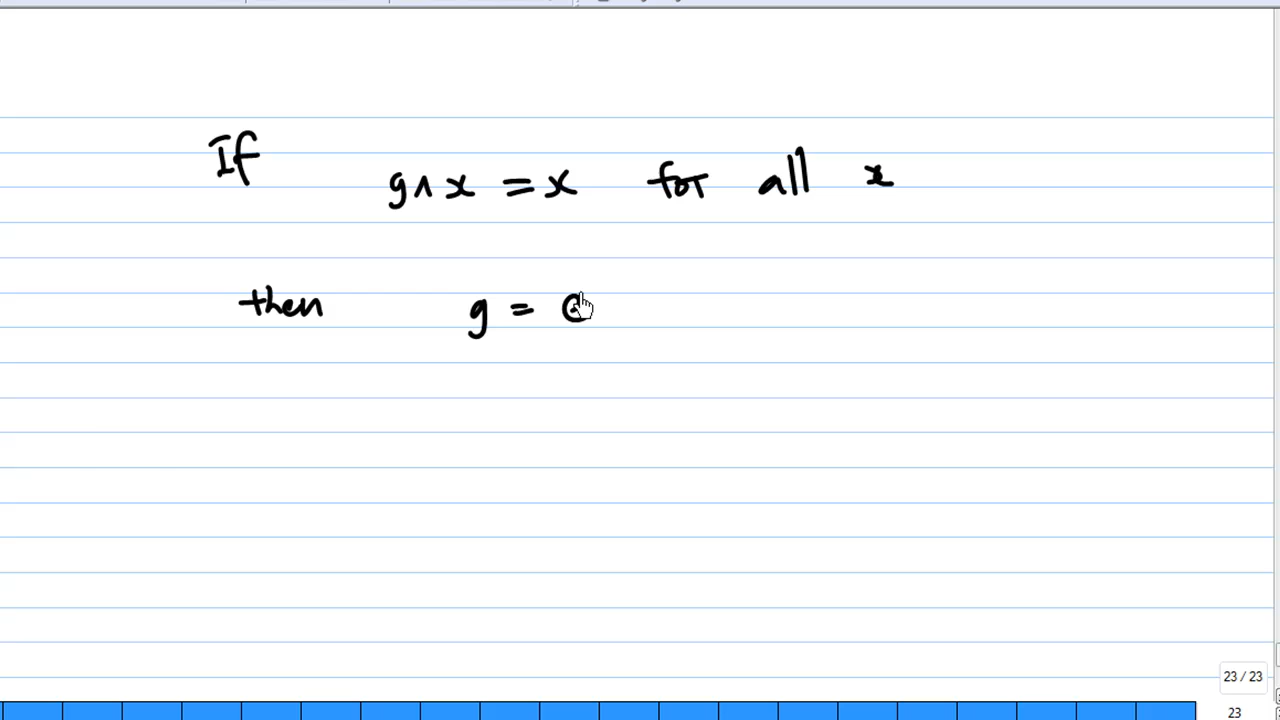 If
g ∧ x = x for all x
then g = e
23 / 23
23